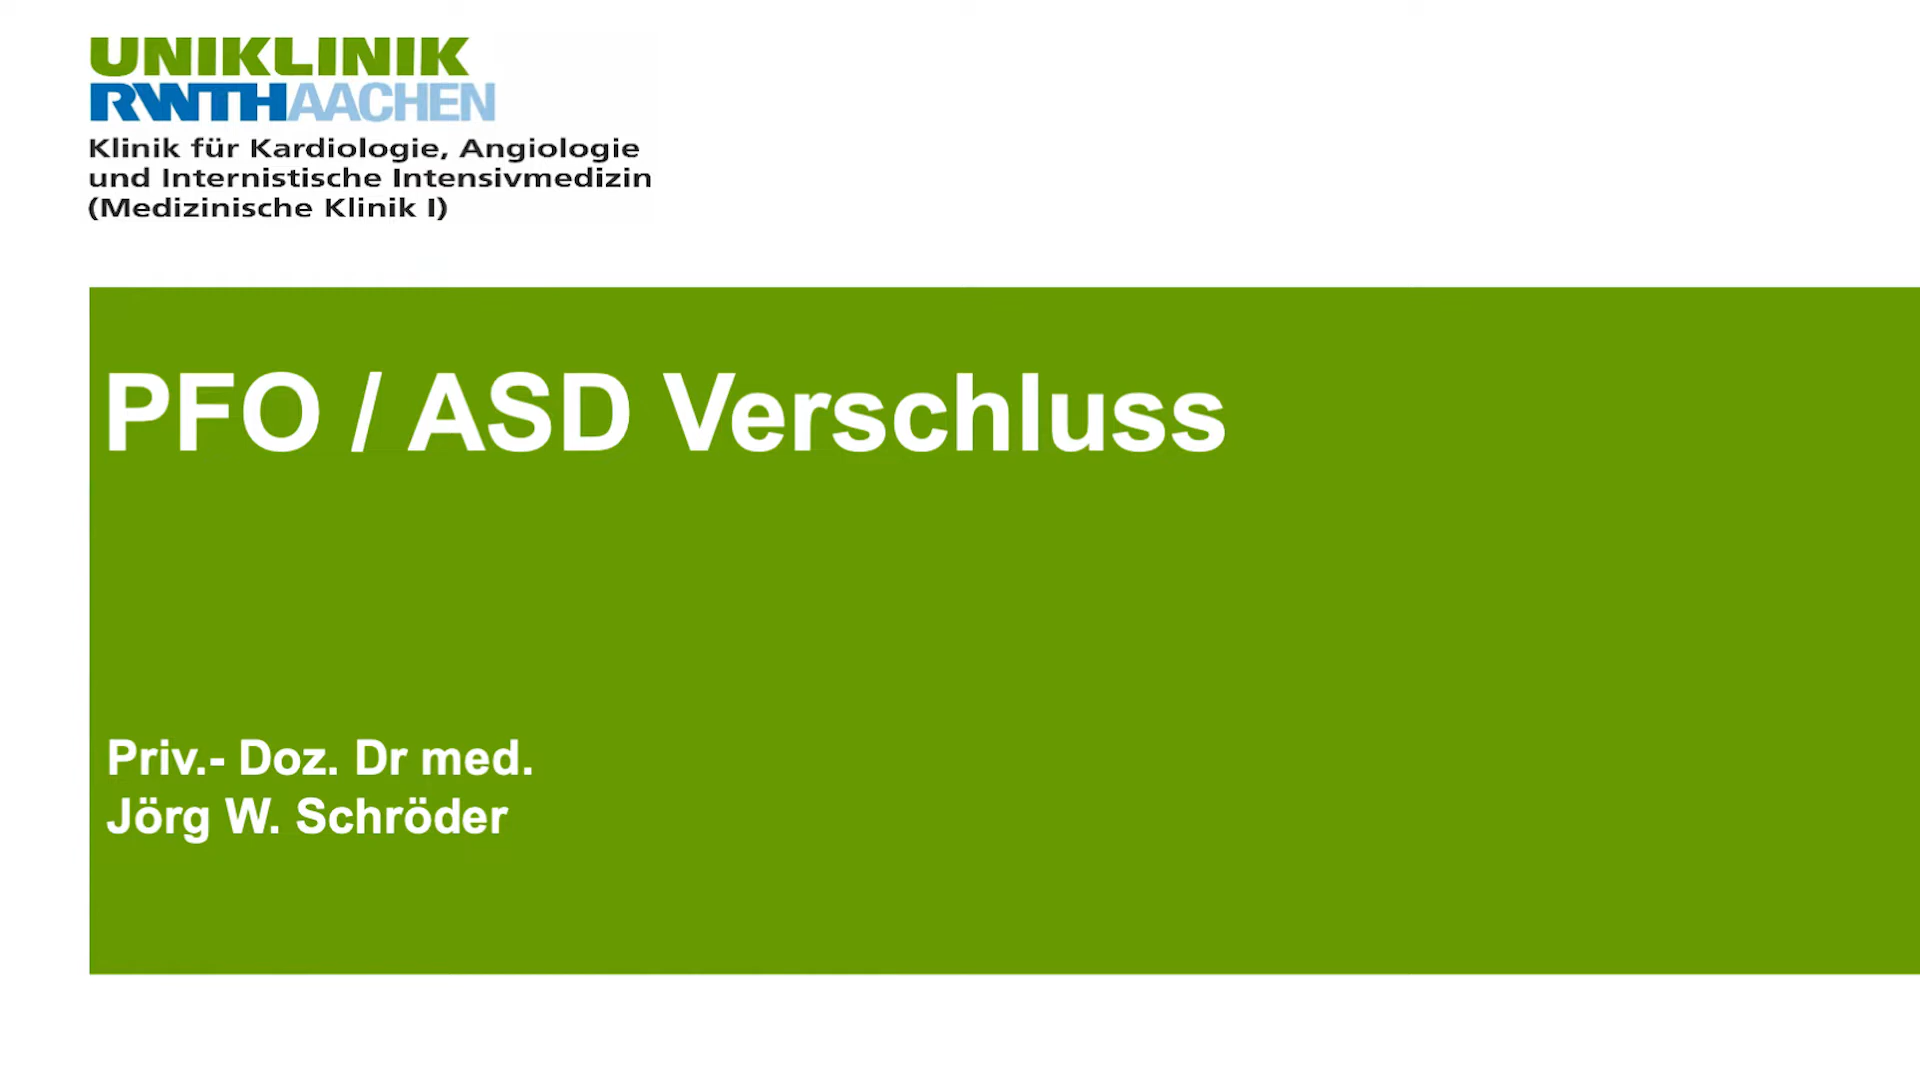 UNIKLINIK
RWTHAACHEN
Klinik für Kardiologie, Angiologie
und Internistische Intensivmedizin
(Medizinische Klinik I)
PFO / ASD Verschluss
Priv.- Doz. Dr med.
Jörg W. Schröder